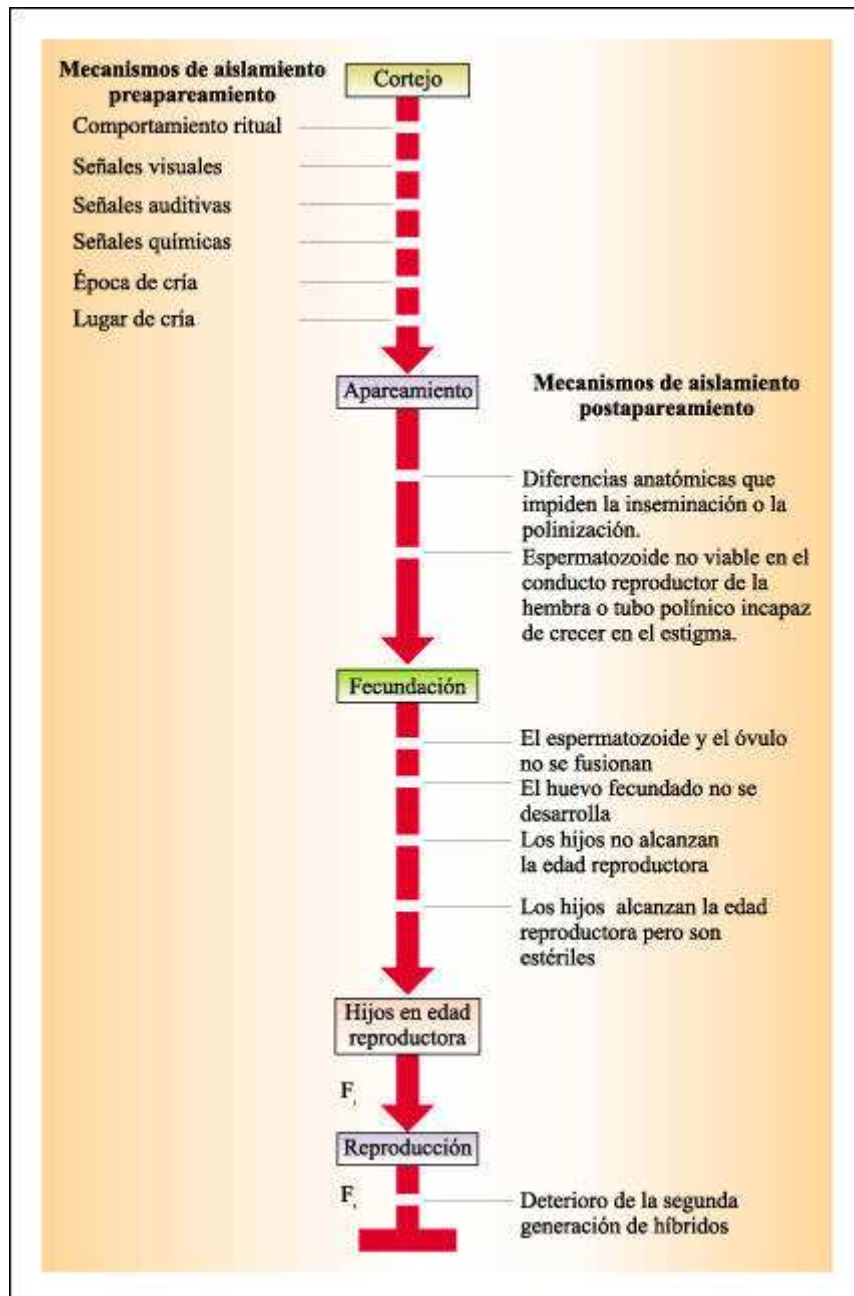 Mecanismos de aislamiento
preapareamiento
Cortejo
Comportamiento ritual
Señales visuales
Señales auditivas
Señales químicas
Época de cría
Lugar de cría
Apareamiento
Mecanismos de aislamiento
postapareamiento
Diferencias anatómicas que
impiden la inseminación o la
polinización.
Espermatozoide no viable en el
conducto reproductor de la
hembra o tubo polínico incapaz
de crecer en el estigma.
Fecundación
El espermatozoide y el óvulo
no se fusionan
El huevo fecundado no se
desarrolla
Los hijos no alcanzan
la edad reproductora
Los hijos alcanzan la edad
reproductora pero son
estériles
Hijos en edad
reproductora
F
Reproducción
F
Deterioro de la segunda
generación de híbridos